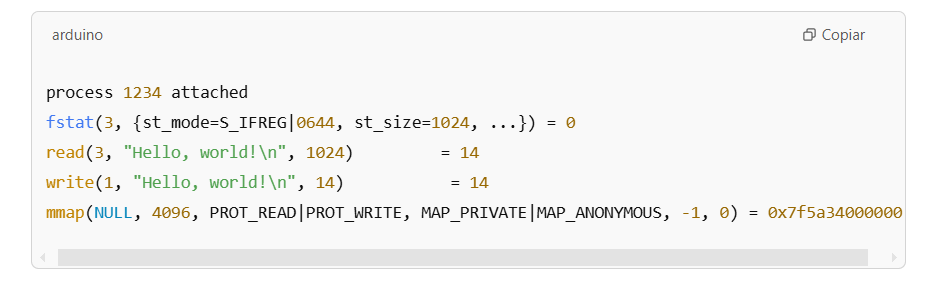 arduino
Copiar
process 1234 attached
fstat(3, {st_mode=S_IFREG|0644, st_size=1024, ...}) = 0
read(3, "Hello, world!\n", 1024)         = 14
write(1, "Hello, world!\n", 14)           = 14
mmap(NULL, 4096, PROT_READ|PROT_WRITE, MAP_PRIVATE|MAP_ANONYMOUS, -1, 0) = 0x7f5a34000000